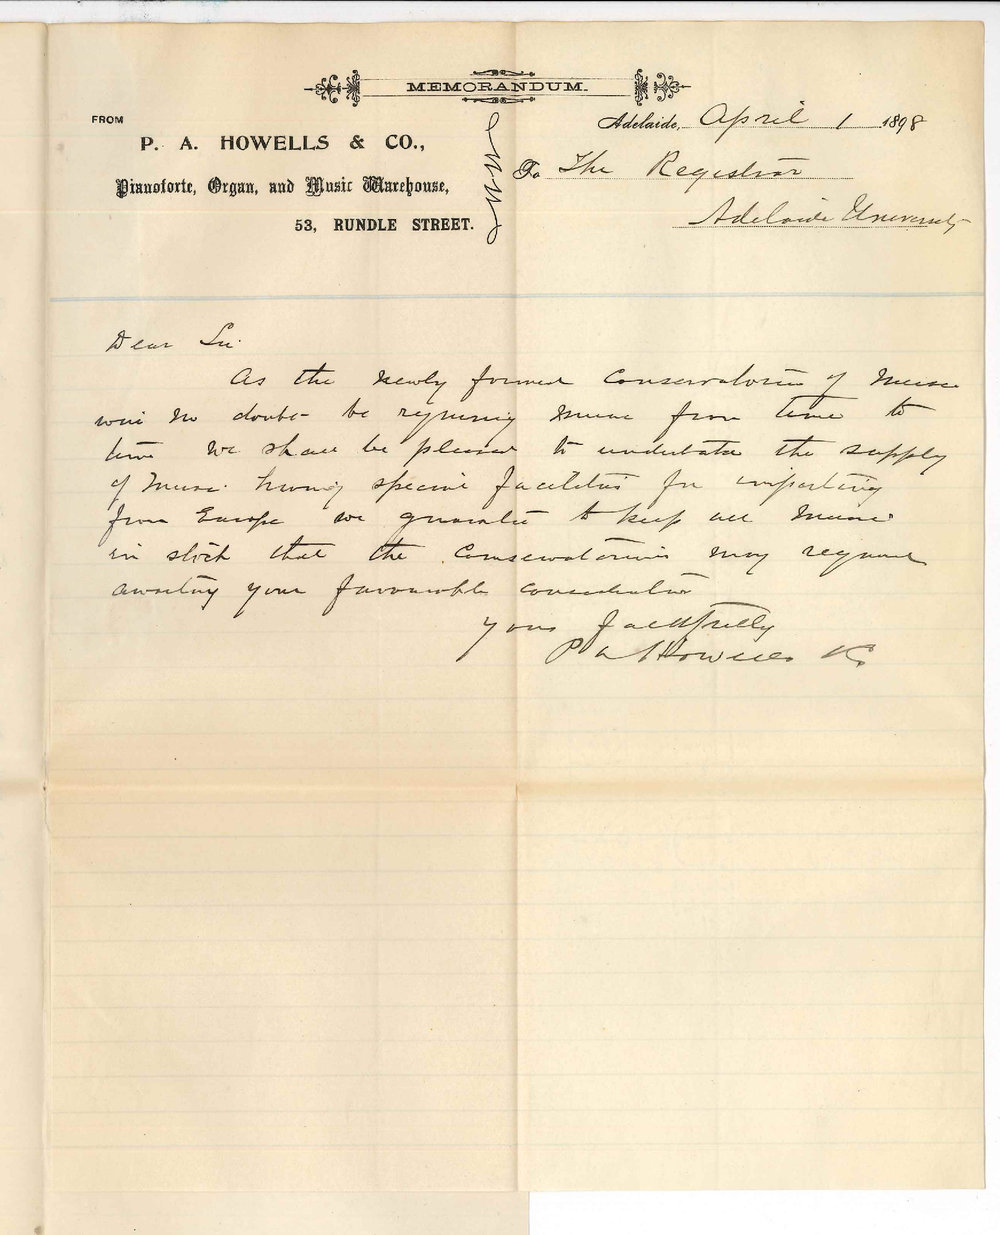 MEMORANDUM.
FROM
P. A. HOWELLS & CO.,
Pianoforte, Organ, and Music Warehouse,
53, RUNDLE STREET.
Adelaide, April 1 1898
To The Registrar
Adelaide University
Dear Sir.
As the newly formed Conservatorium of Music
will no doubt be requiring Music from time to
time we shall be pleased to undertake the supply
of Music. having special facilities for importing
from Europe we guarantee to keep all Music
in stock that the Conservatorium may require
awaiting your favourable consideration
Yours faithfully
P A Howells & Co